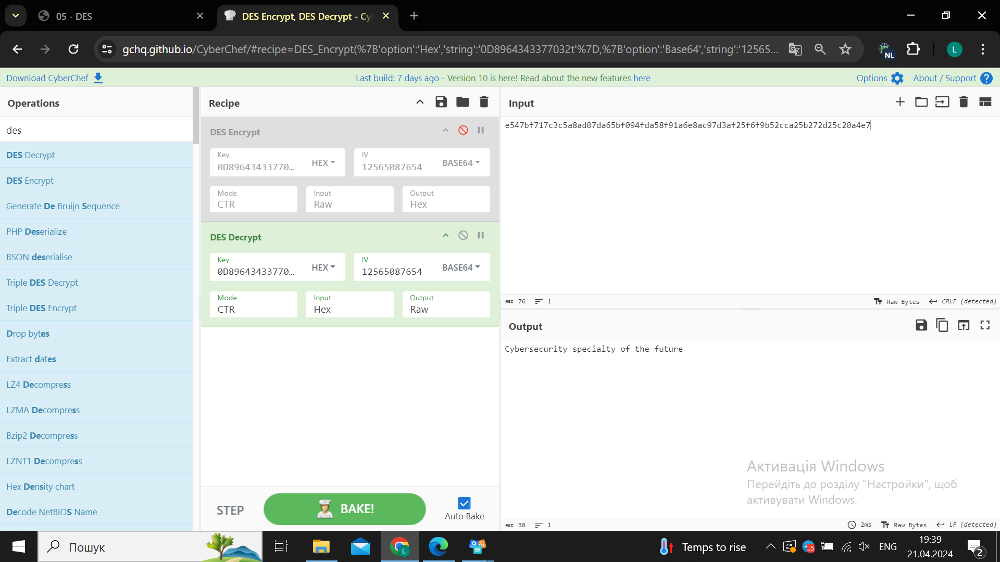 05 - DES
DES Encrypt, DES Decrypt - Cy
gchq.github.io/CyberChef/#recipe=DES_Encrypt(%7B'option':'Hex','string':'0D8964343377032t'%7D,%7B'option':'Base64','string':'12565...
NL
L
Download CyberChef
Last build: 7 days ago - Version 10 is here! Read about the new features here
Options
About / Support
Operations
des
DES Decrypt
DES Encrypt
Generate De Bruijn Sequence
PHP Deserialize
BSON deserialise
Triple DES Decrypt
Triple DES Encrypt
Drop bytes
Extract dates
LZ4 Decompress
LZMA Decompress
Bzip2 Decompress
LZNT1 Decompress
Hex Density chart
Decode NetBIOS Name
Recipe
DES Encrypt
Key
0D89643433770...
HEX
IV
12565087654
BASE64
Mode
CTR
Input
Raw
Output
Hex
DES Decrypt
Key
0D89643433770...
HEX
IV
12565087654
BASE64
Mode
CTR
Input
Hex
Output
Raw
STEP
BAKE!
Auto Bake
Input
e547bf717c3c5a8ad07da65bf094fda58f91a6e8ac97d3af25f6f9b52cca25b272d25c20a4e7
ABC 76
1
Raw Bytes
CRLF (detected)
Output
Cybersecurity specialty of the future
Активація Windows
Перейдіть до розділу "Настройки", щоб
активувати Windows.
ABC 38
1
2ms
Raw Bytes
LF (detected)
Пошук
L
Temps to rise
ENG
19:39
21.04.2024
2